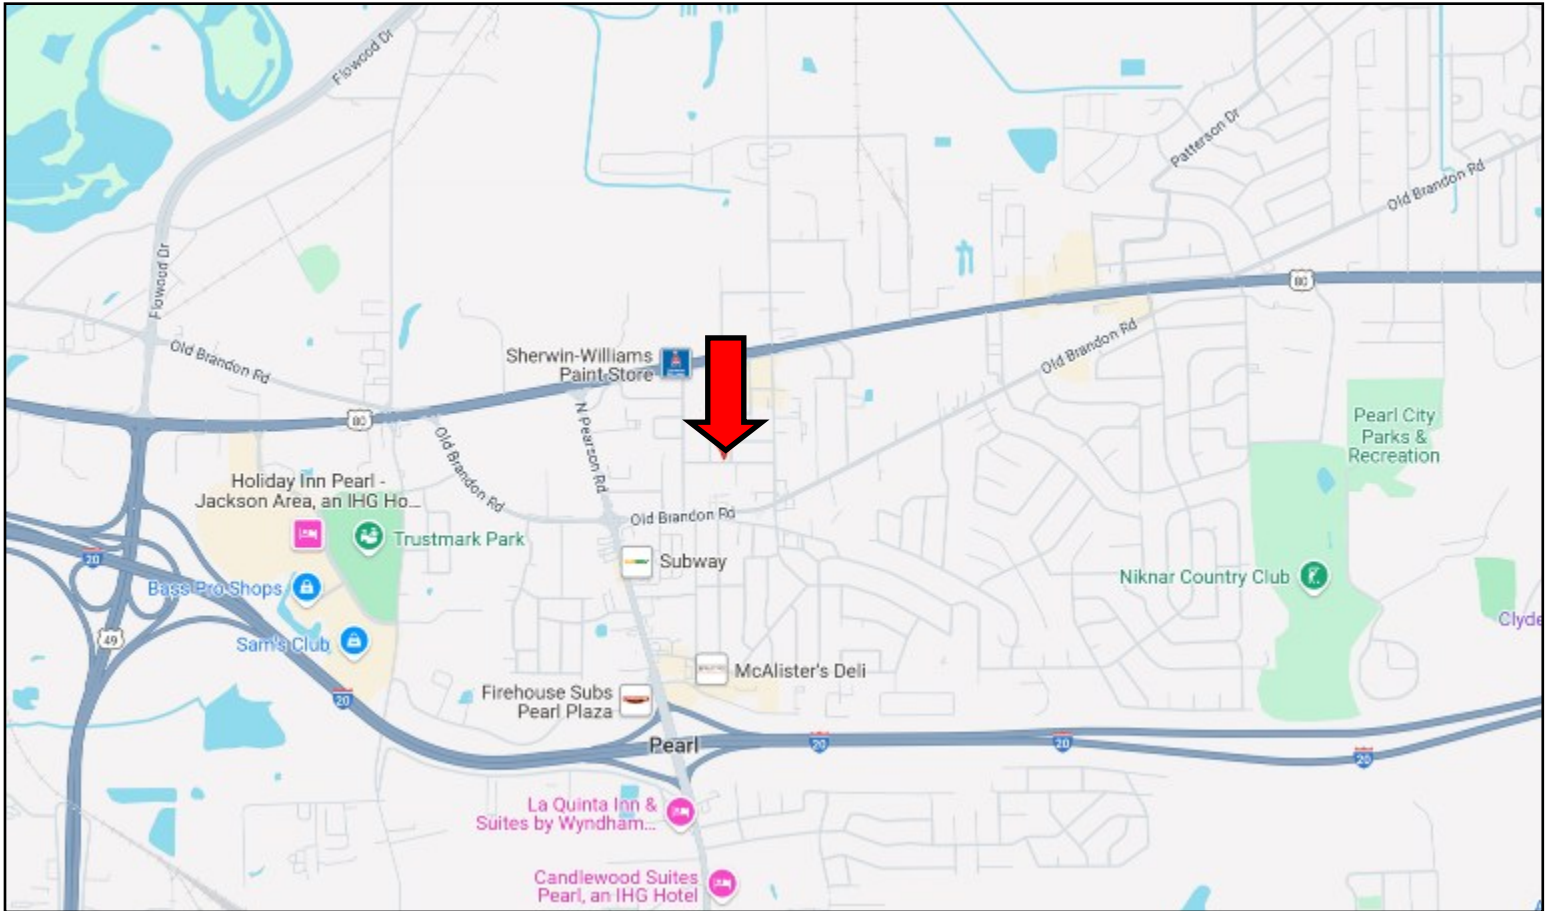 Flowood Dr
Patterson Dr
Old Brandon Rd
Flowood Dr
80
Old Brandon Rd
Old Brandon Rd
Sherwin-Williams
Paint Store
80
N Pearson Rd
Old Brandon Rd
Pearl City
Parks &
Recreation
Holiday Inn Pearl -
Jackson Area, an IHG Ho...
Old Brandon Rd
Trustmark Park
20
Subway
Bass Pro Shops
Niknar Country Club
Clyde
49
Sam's Club
McAlister's Deli
Firehouse Subs
Pearl Plaza
20
Pearl
20
20
20
La Quinta Inn &
Suites by Wyndham...
Candlewood Suites
Pearl, an IHG Hotel